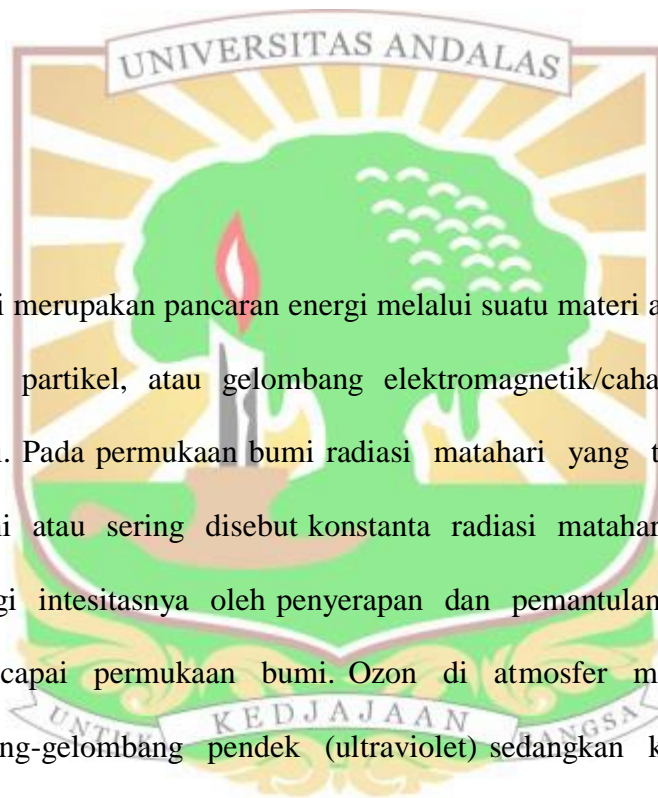 UNIVERSITAS ANDALAS
i merupakan pancaran energi melalui suatu materi a
partikel, atau gelombang elektromagnetik/caha
i. Pada permukaan bumi radiasi matahari yang t
ni atau sering disebut konstanta radiasi matahar
gi intesitasnya oleh penyerapan dan pemantulan
capai permukaan bumi. Ozon di atmosfer m
ng-gelombang pendek (ultraviolet) sedangkan k
UNTUK KEDJAJAAN BANGSA